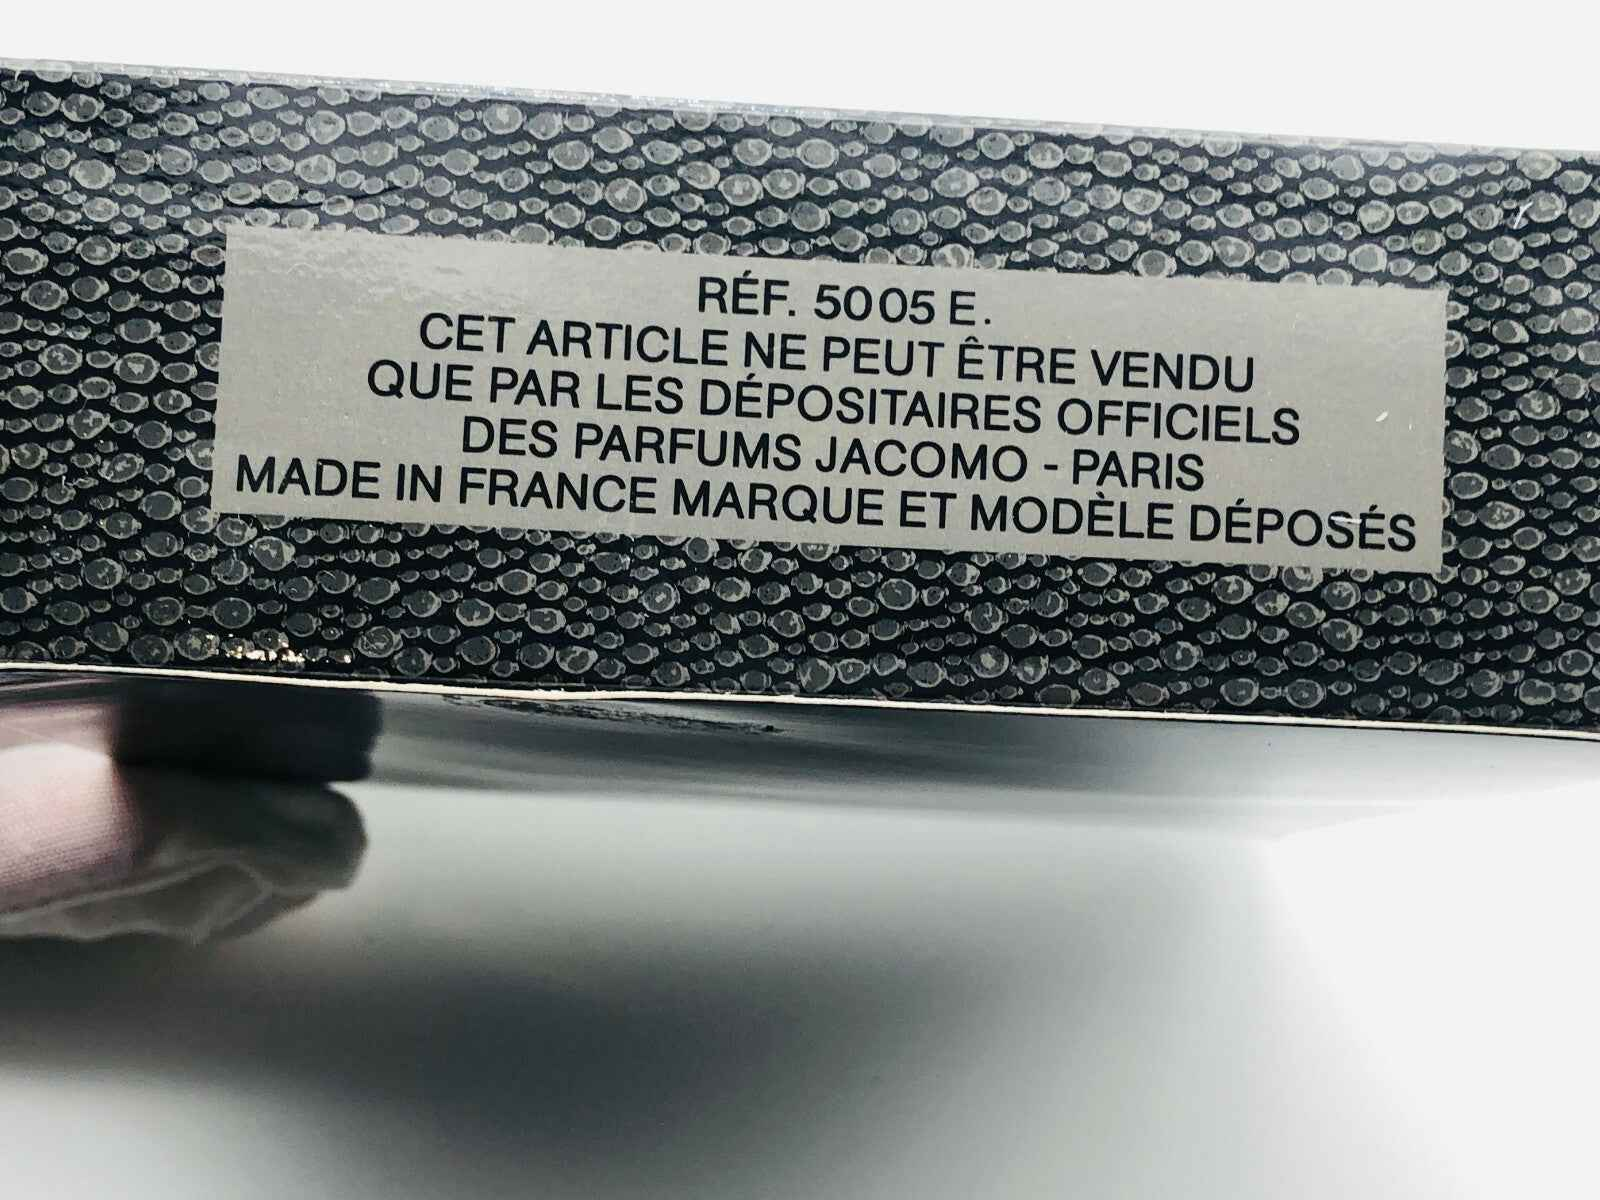 RÉF. 5005 E.
CET ARTICLE NE PEUT ÊTRE VENDU
QUE PAR LES DÉPOSITAIRES OFFICIELS
DES PARFUMS JACOMO - PARIS
MADE IN FRANCE MARQUE ET MODÈLE DÉPOSÉS